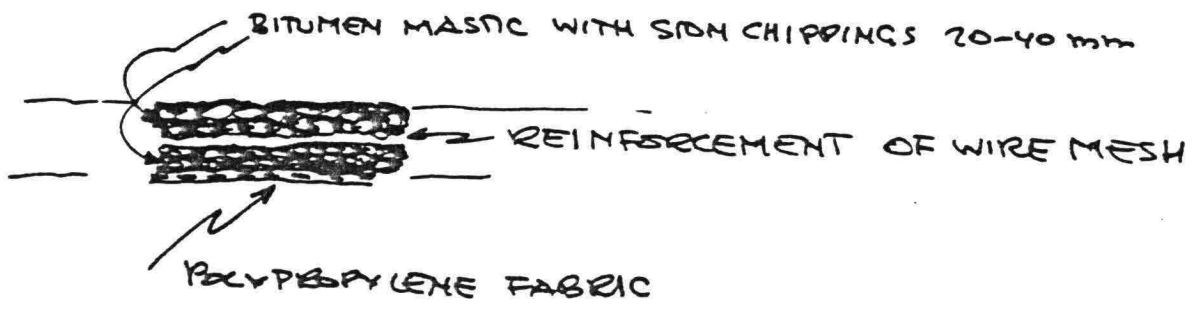 BITUMEN MASTIC WITH STON CHIPPINGS 20-40 mm
REINFORCEMENT OF WIRE MESH
POLYPROPYLENE FABRIC